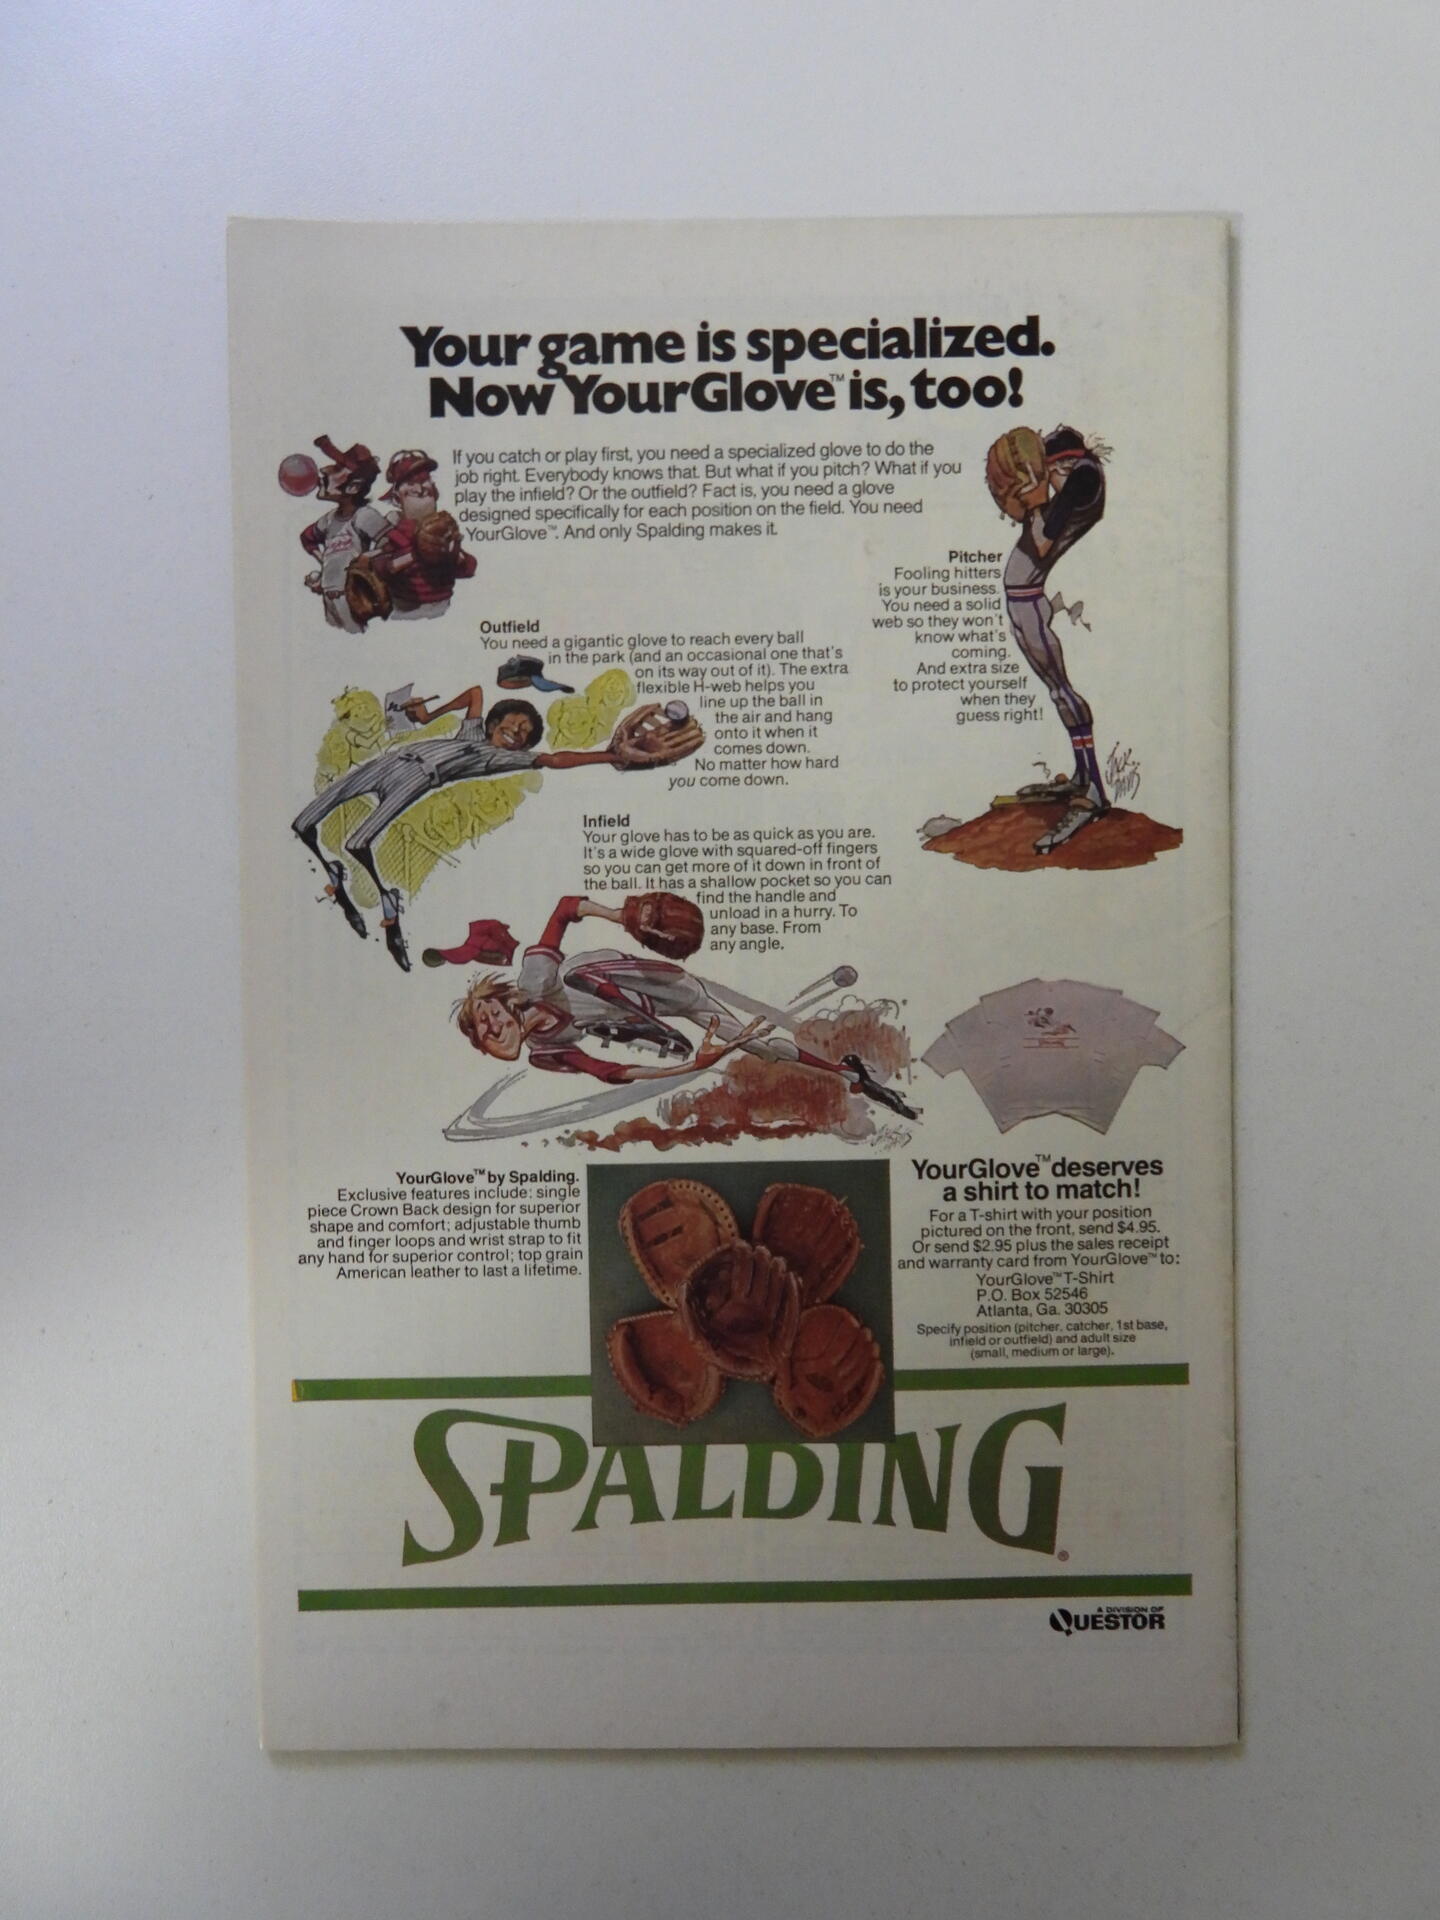 Your game is specialized.
Now YourGlove™ is, too!
If you catch or play first, you need a specialized glove to do the
job right. Everybody knows that. But what if you pitch? What if you
play the infield? Or the outfield? Fact is, you need a glove
designed specifically for each position on the field. You need
YourGlove™. And only Spalding makes it.
Pitcher
Fooling hitters
is your business.
You need a solid
web so they won't
know what's
coming.
And extra size
to protect yourself
when they
guess right!
JACK DAVIS
Outfield
You need a gigantic glove to reach every ball
in the park (and an occasional one that's
on its way out of it). The extra
flexible H-web helps you
line up the ball in
the air and hang
onto it when it
comes down.
No matter how hard
you come down.
Infield
Your glove has to be as quick as you are.
It's a wide glove with squared-off fingers
so you can get more of it down in front of
the ball. It has a shallow pocket so you can
find the handle and
unload in a hurry. To
any base. From
any angle.
YourGlove™ by Spalding.
Exclusive features include: single
piece Crown Back design for superior
shape and comfort; adjustable thumb
and finger loops and wrist strap to fit
any hand for superior control; top grain
American leather to last a lifetime.
YourGlove™ deserves
a shirt to match!
For a T-shirt with your position
pictured on the front, send $4.95.
Or send $2.95 plus the sales receipt
and warranty card from YourGlove™ to:
YourGlove™ T-Shirt
P.O. Box 52546
Atlanta, Ga. 30305
Specify position (pitcher, catcher, 1st base,
infield or outfield) and adult size
(small, medium or large).
SPALDING®
A DIVISION OF
QUESTOR